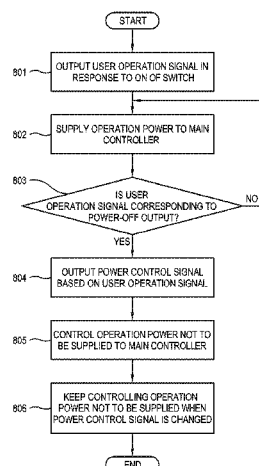 START
801
OUTPUT USER OPERATION SIGNAL IN
RESPONSE TO ON OF SWITCH
802
SUPPLY OPERATION POWER TO MAIN
CONTROLLER
803
IS USER
OPERATION SIGNAL CORRESPONDING TO
POWER-OFF OUTPUT?
NO
YES
804
OUTPUT POWER CONTROL SIGNAL
BASED ON USER OPERATION SIGNAL
805
CONTROL OPERATION POWER NOT TO
BE SUPPLIED TO MAIN CONTROLLER
806
KEEP CONTROLLING OPERATION
POWER NOT TO BE SUPPLIED WHEN
POWER CONTROL SIGNAL IS CHANGED
END